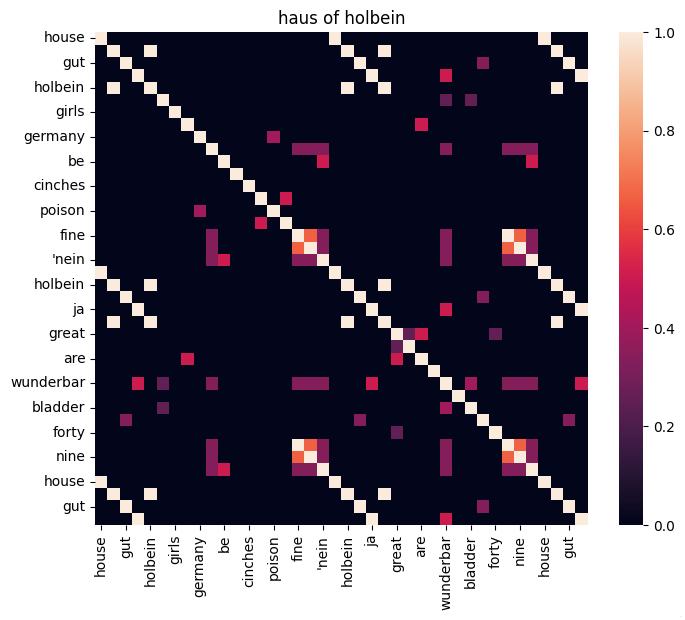 haus of holbein
house
gut
holbein
girls
germany
be
cinches
poison
fine
'nein
holbein
ja
great
are
wunderbar
bladder
forty
nine
house
gut
1.0
0.8
0.6
0.4
0.2
0.0
house
gut
holbein
girls
germany
be
cinches
poison
fine
'nein
holbein
ja
great
are
wunderbar
bladder
forty
nine
house
gut